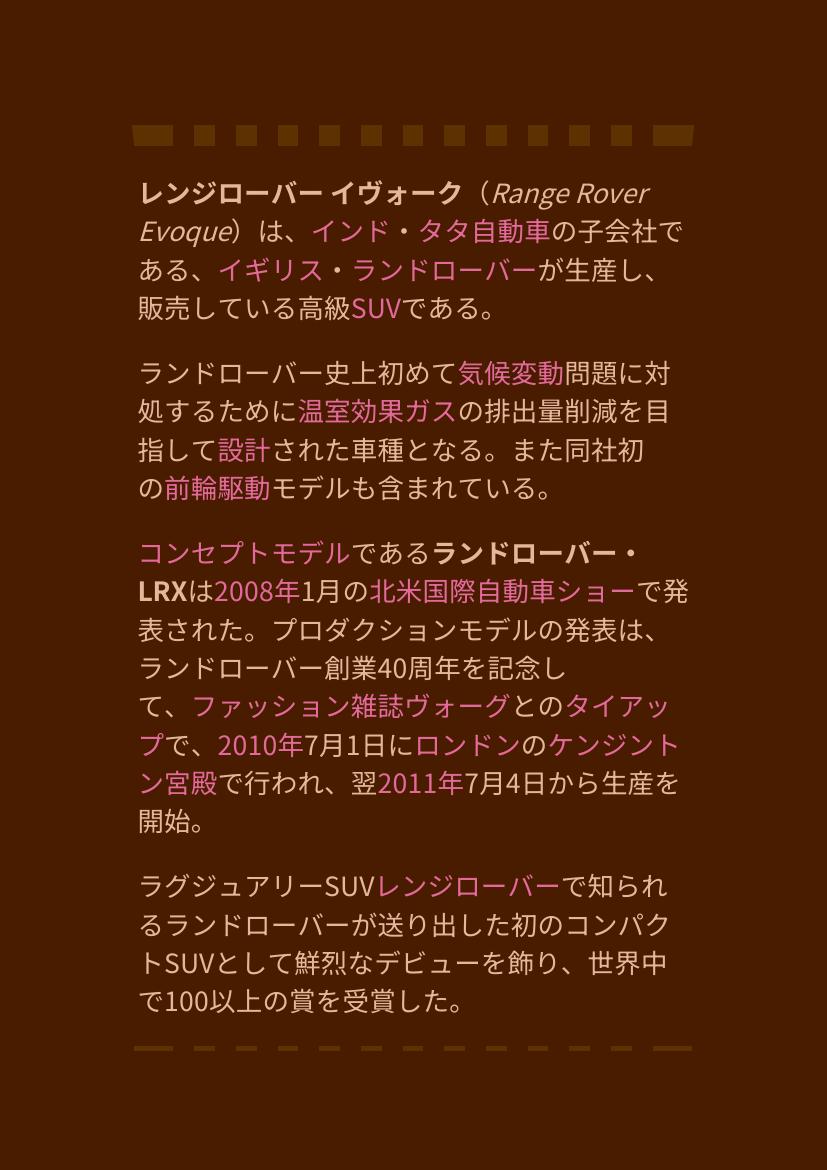 レンジローバー イヴォーク（Range Rover
Evoque）は、インド・タタ自動車の子会社で
ある、イギリス・ランドローバーが生産し、
販売している高級SUVである。
ランドローバー史上初めて気候変動問題に対
処するために温室効果ガスの排出量削減を目
指して設計された車種となる。また同社初
の前輪駆動モデルも含まれている。
コンセプトモデルであるランドローバー・
LRXは2008年1月の北米国際自動車ショーで発
表された。プロダクションモデルの発表は、
ランドローバー創業40周年を記念し
て、ファッション雑誌ヴォーグとのタイアッ
プで、2010年7月1日にロンドンのケンジント
ン宮殿で行われ、翌2011年7月4日から生産を
開始。
ラグジュアリーSUVレンジローバーで知られ
るランドローバーが送り出した初のコンパク
トSUVとして鮮烈なデビューを飾り、世界中
で100以上の賞を受賞した。